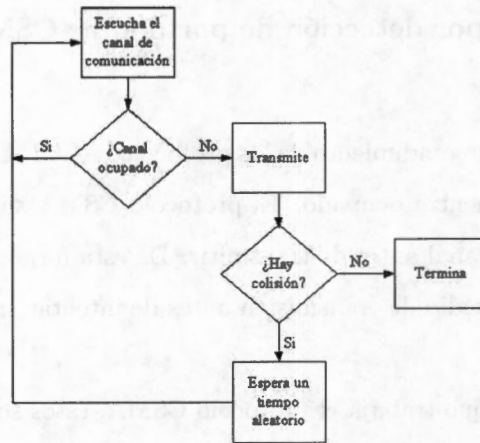 Escucha el
canal de
comunicación
¿Canal
ocupado?
Si
No
Transmite
¿Hay
colisión?
No
Termina
Si
Espera un
tiempo
aleatorio